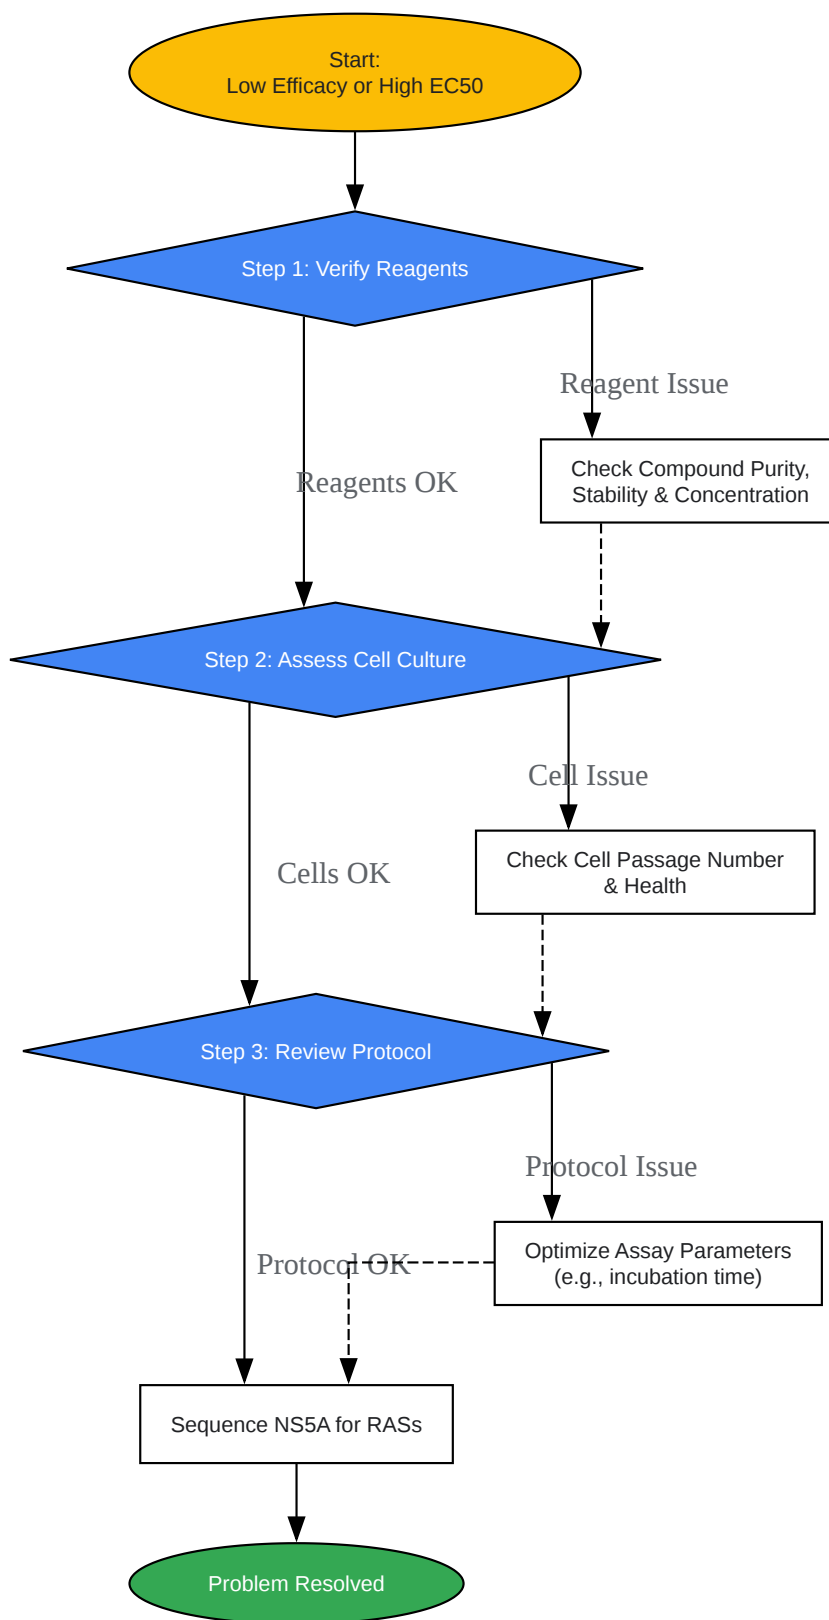 Start:
Low Efficacy or High EC50
Step 1: Verify Reagents
Reagent Issue
Check Compound Purity,
Stability & Concentration
Reagents OK
Step 2: Assess Cell Culture
Cell Issue
Check Cell Passage Number
& Health
Cells OK
Step 3: Review Protocol
Protocol Issue
Optimize Assay Parameters
(e.g., incubation time)
Protocol OK
Sequence NS5A for RASs
Problem Resolved